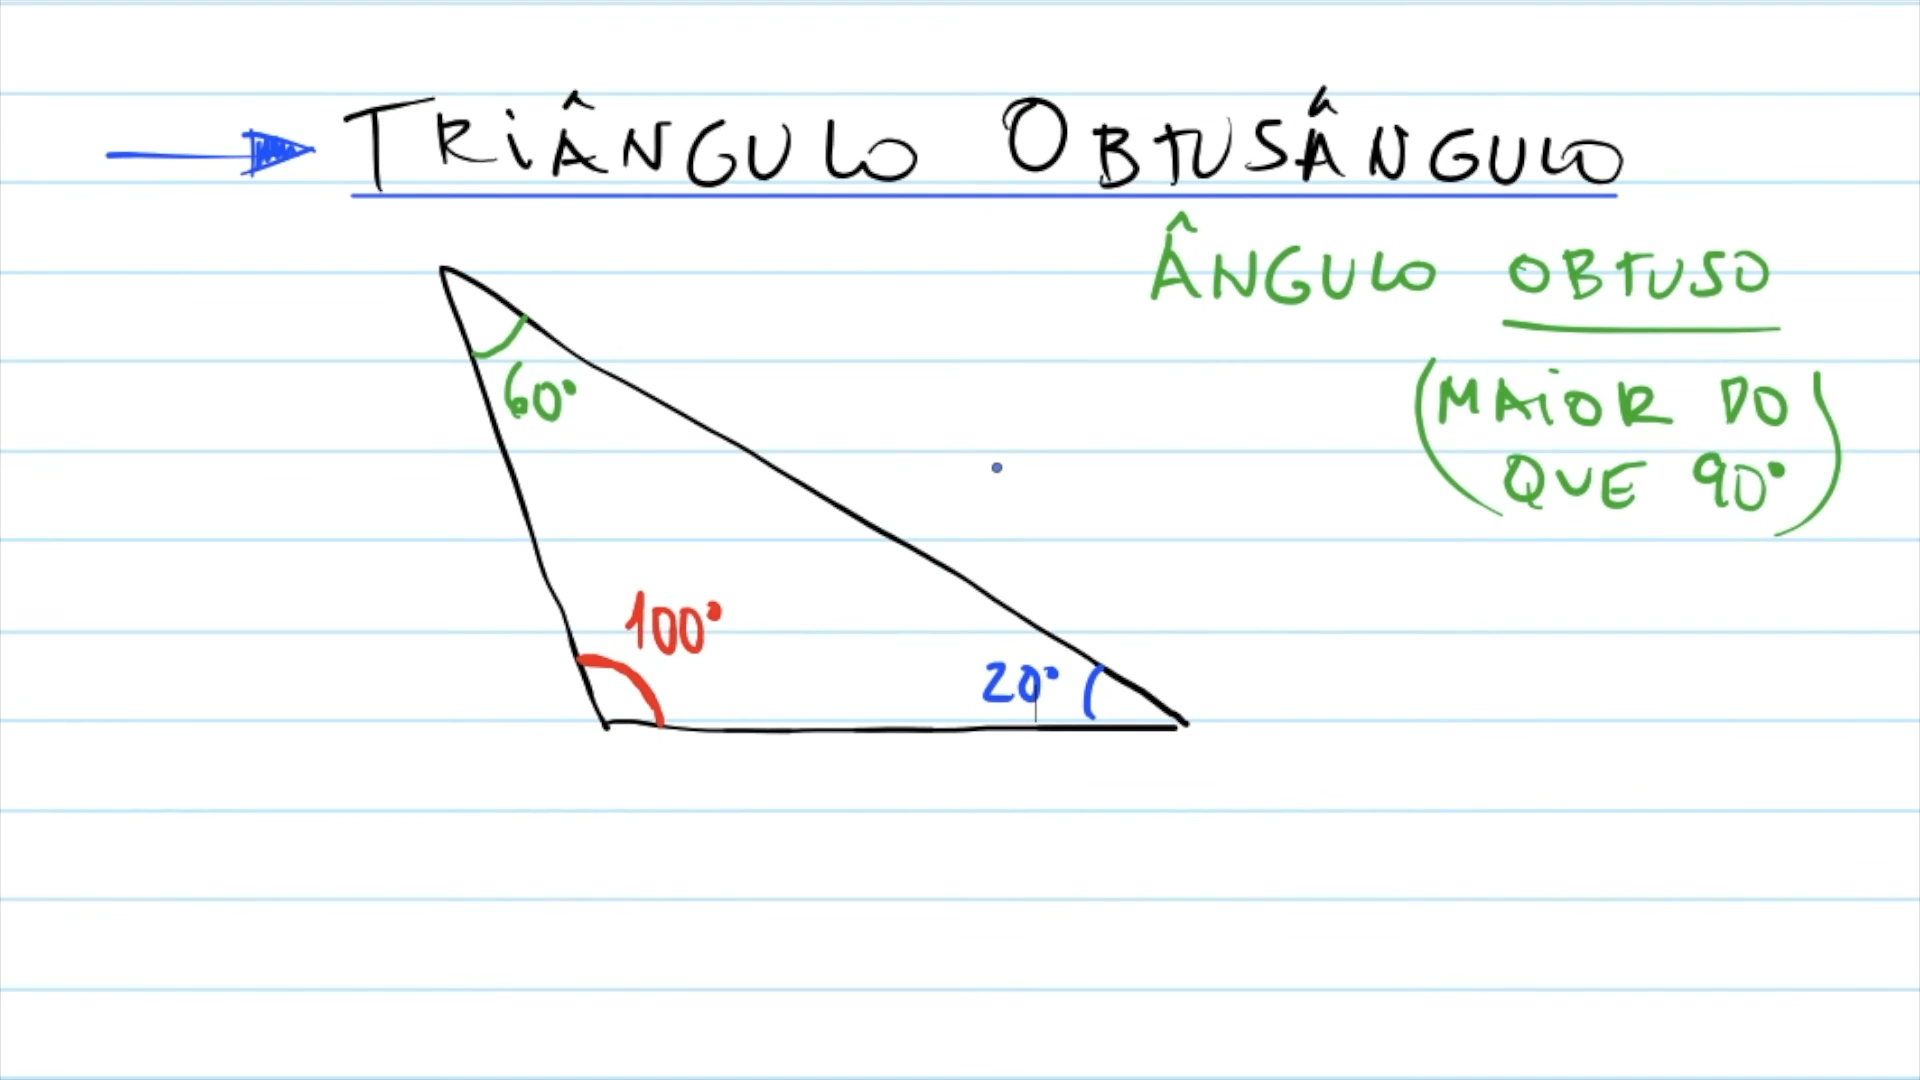 TRIÂNGULO OBTUSÂNGULO
ÂNGULO OBTUSO
(MAIOR DO
QUE 90°)
60°
100°
20°